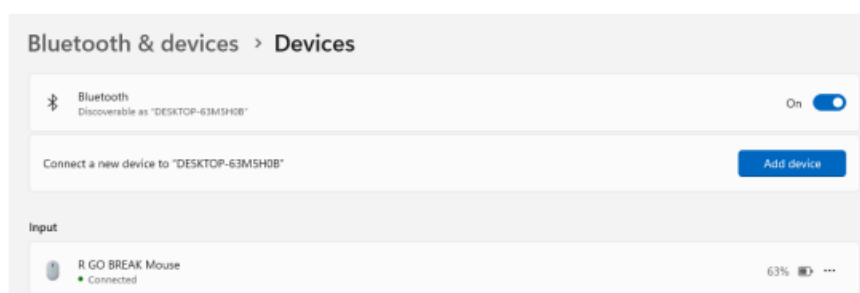 Bluetooth & devices > Devices
Bluetooth
Discoverable as "DESKTOP-63M5H0B"
On
Connect a new device to "DESKTOP-63M5H0B"
Add device
Input
R GO BREAK Mouse
Connected
63%